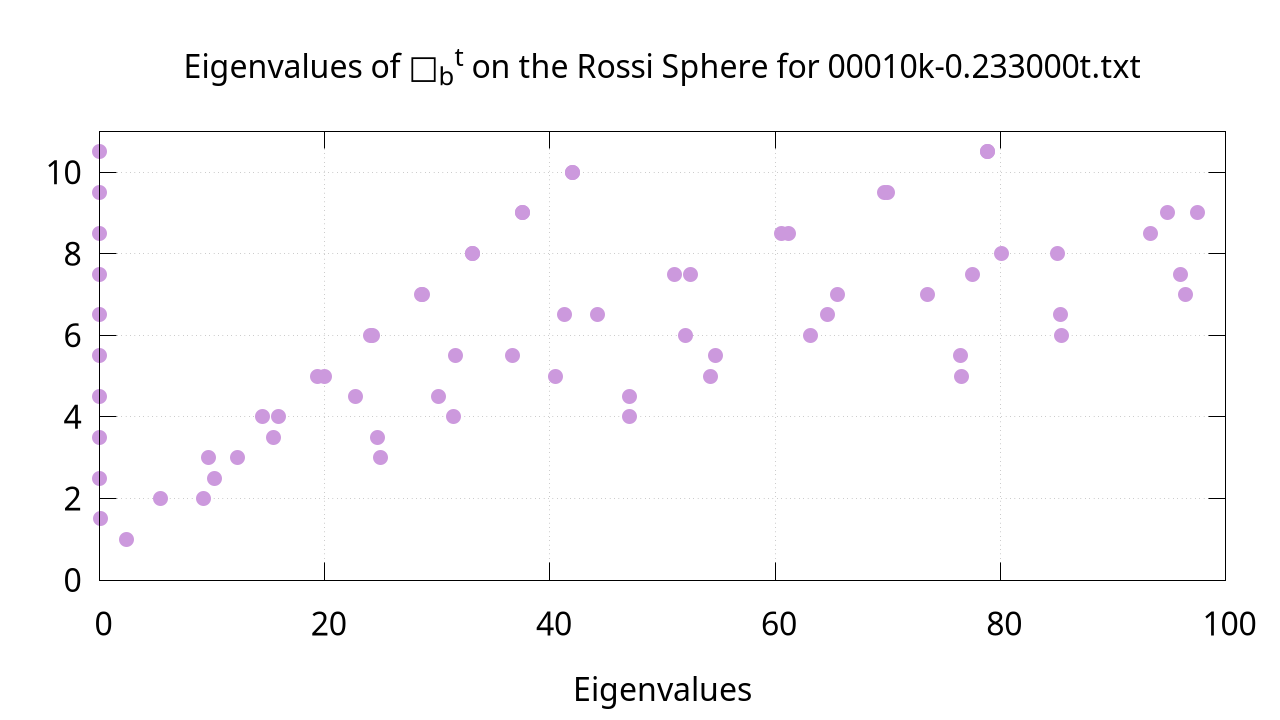 Eigenvalues of □bᵗ on the Rossi Sphere for 00010k-0.233000t.txt
10
8
6
4
2
0
0 20 40 60 80 100
Eigenvalues